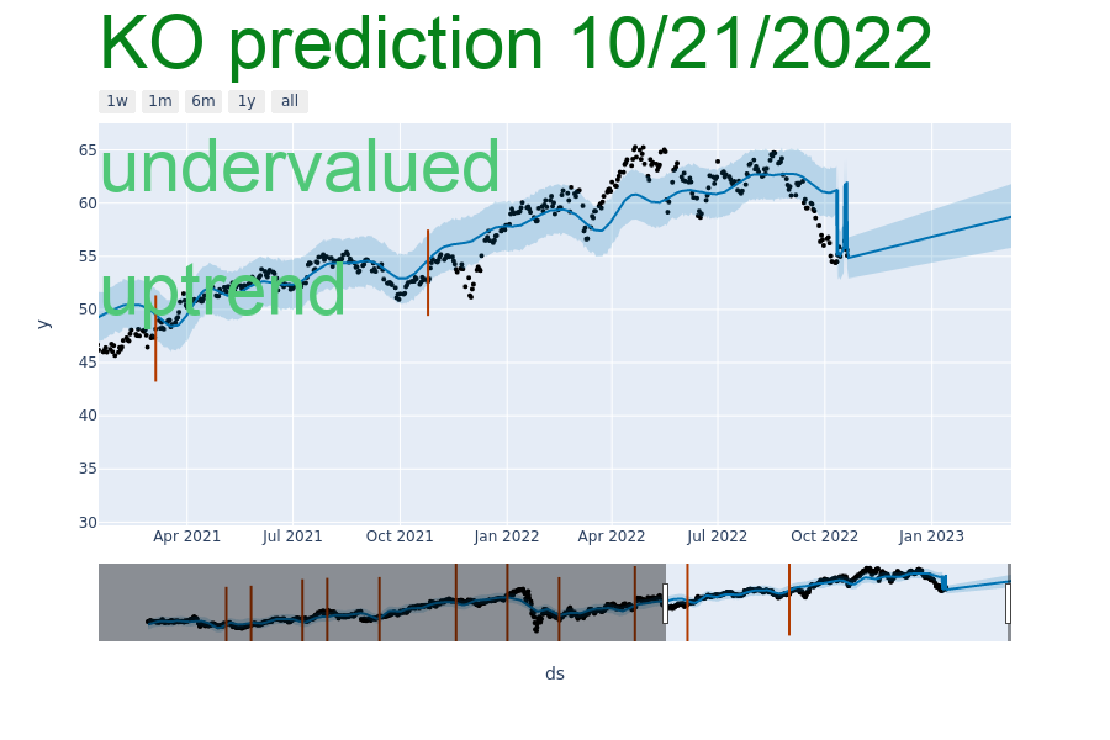 KO prediction 10/21/2022
1w 1m 6m 1y all
undervalued
uptrend
65
60
55
50
45
40
35
30
y
Apr 2021 Jul 2021 Oct 2021 Jan 2022 Apr 2022 Jul 2022 Oct 2022 Jan 2023
ds